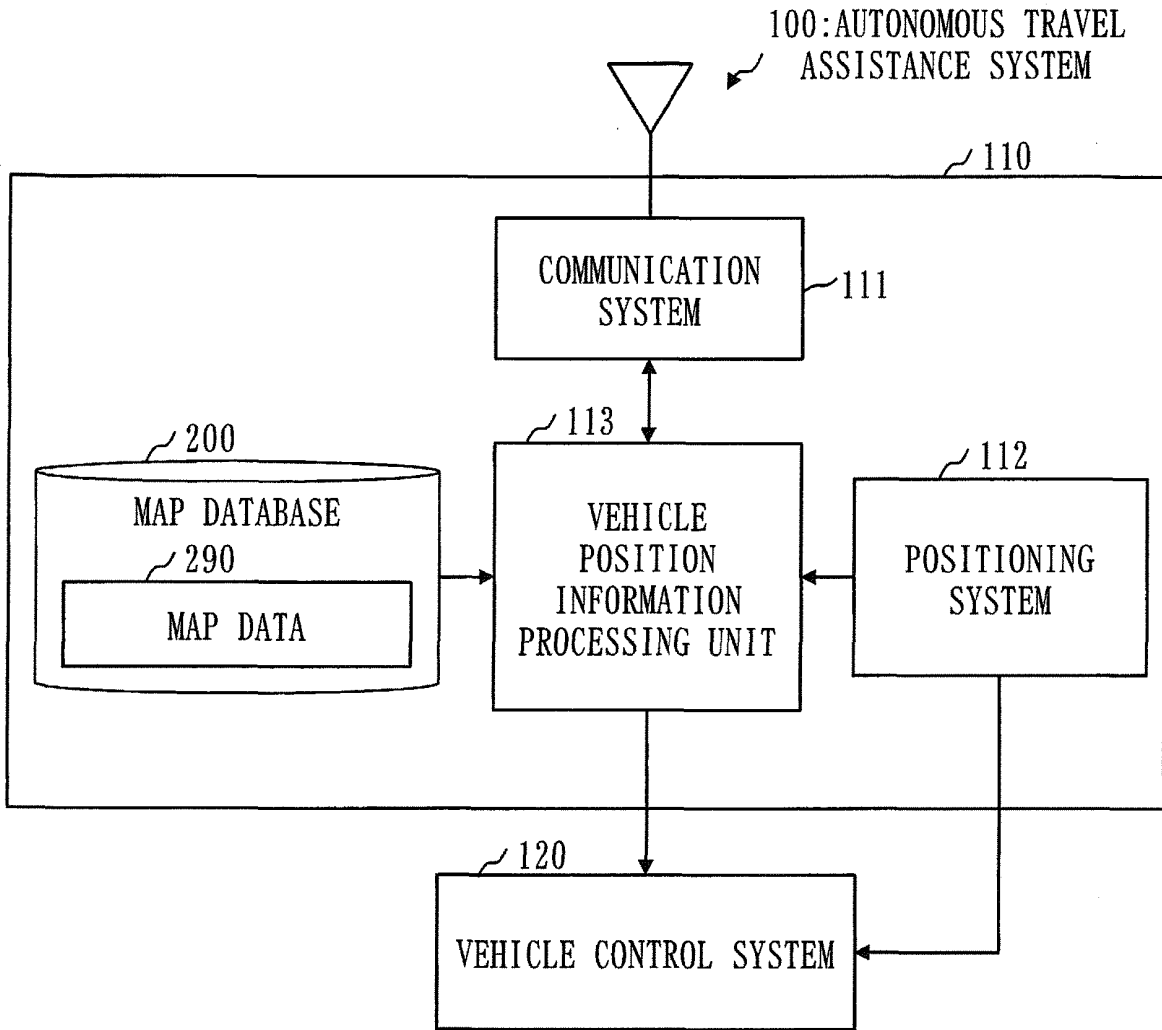 100:AUTONOMOUS TRAVEL
ASSISTANCE SYSTEM
110
COMMUNICATION
SYSTEM
111
200
MAP DATABASE
290
MAP DATA
113
VEHICLE
POSITION
INFORMATION
PROCESSING UNIT
112
POSITIONING
SYSTEM
120
VEHICLE CONTROL SYSTEM